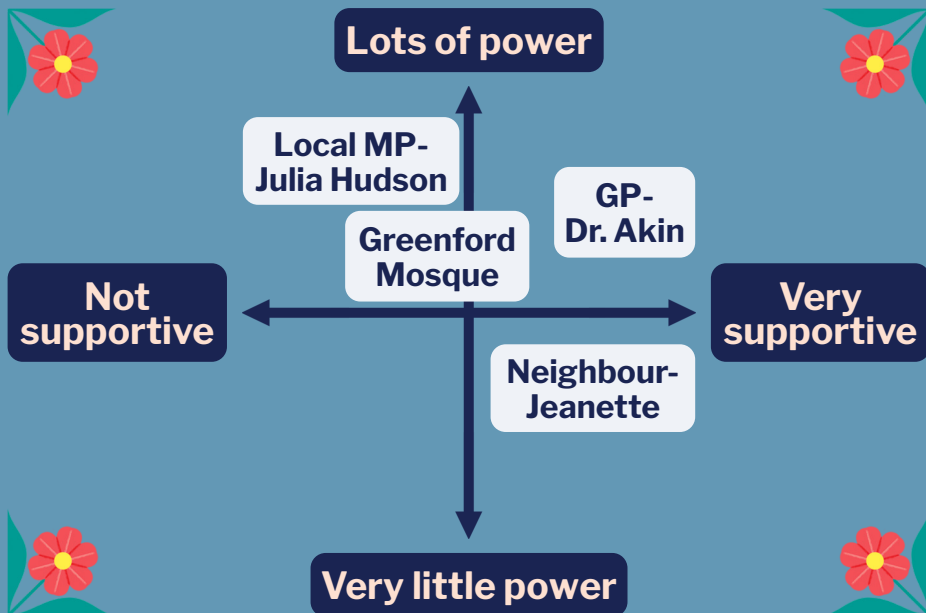 Lots of power
Local MP-
Julia Hudson
GP-
Dr. Akin
Greenford
Mosque
Not
supportive
Very
supportive
Neighbour-
Jeanette
Very little power